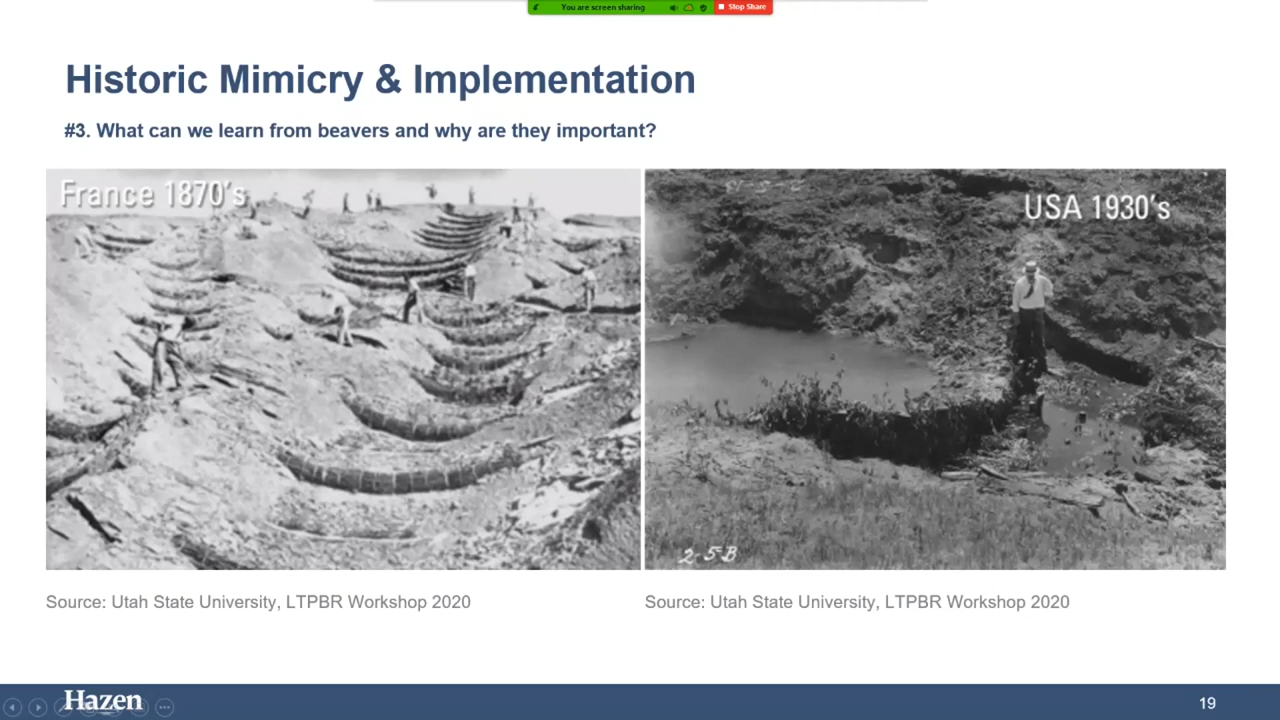 You are screen sharing
Stop Share
Historic Mimicry & Implementation
#3. What can we learn from beavers and why are they important?
France 1870's
USA 1930's
2-5-B
Source: Utah State University, LTPBR Workshop 2020
Source: Utah State University, LTPBR Workshop 2020
Hazen
19